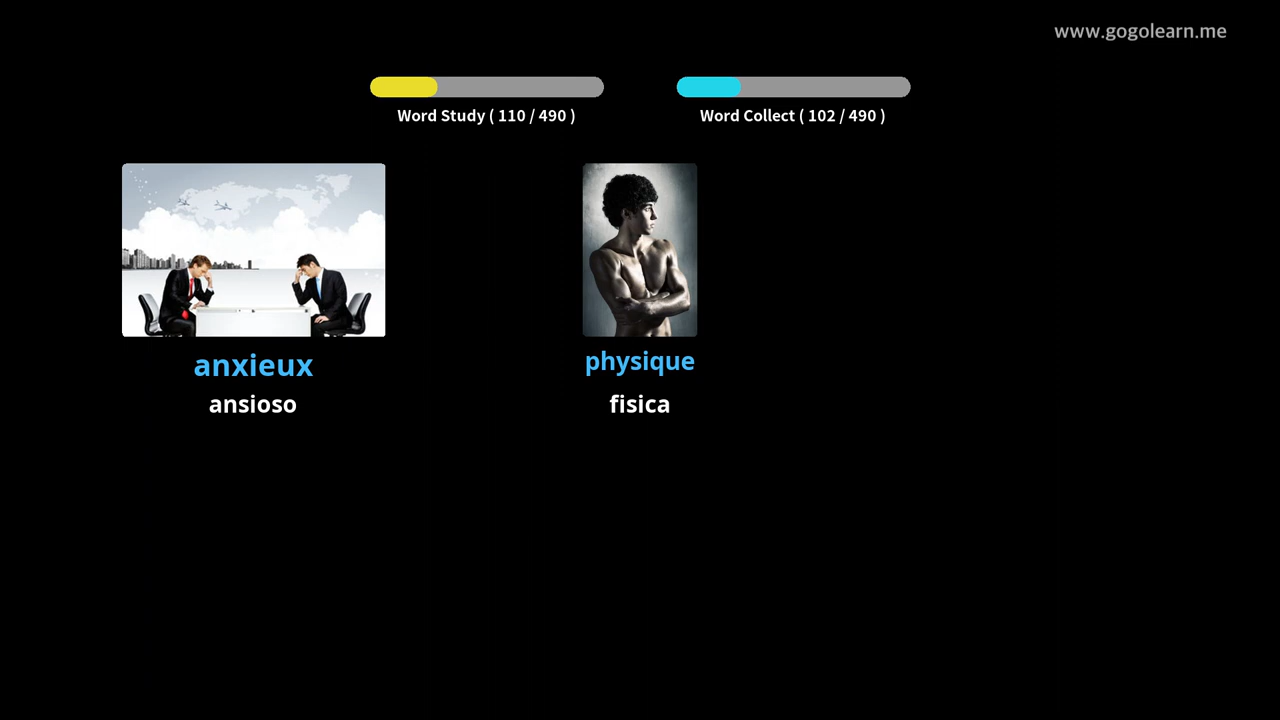 www.gogolearn.me
Word Study ( 110 / 490 )
Word Collect ( 102 / 490 )
anxieux
ansioso
physique
fisica